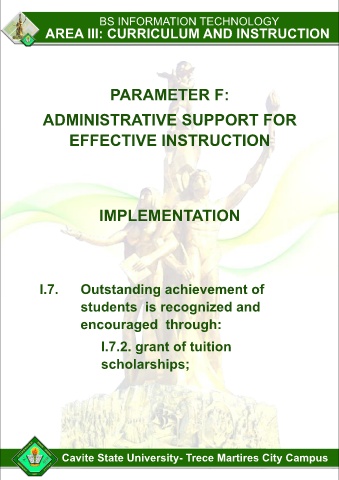 BS INFORMATION TECHNOLOGY
AREA III: CURRICULUM AND INSTRUCTION
PARAMETER F:
ADMINISTRATIVE SUPPORT FOR
EFFECTIVE INSTRUCTION
IMPLEMENTATION
I.7. Outstanding achievement of
students is recognized and
encouraged through:
I.7.2. grant of tuition
scholarships;
Cavite State University- Trece Martires City Campus